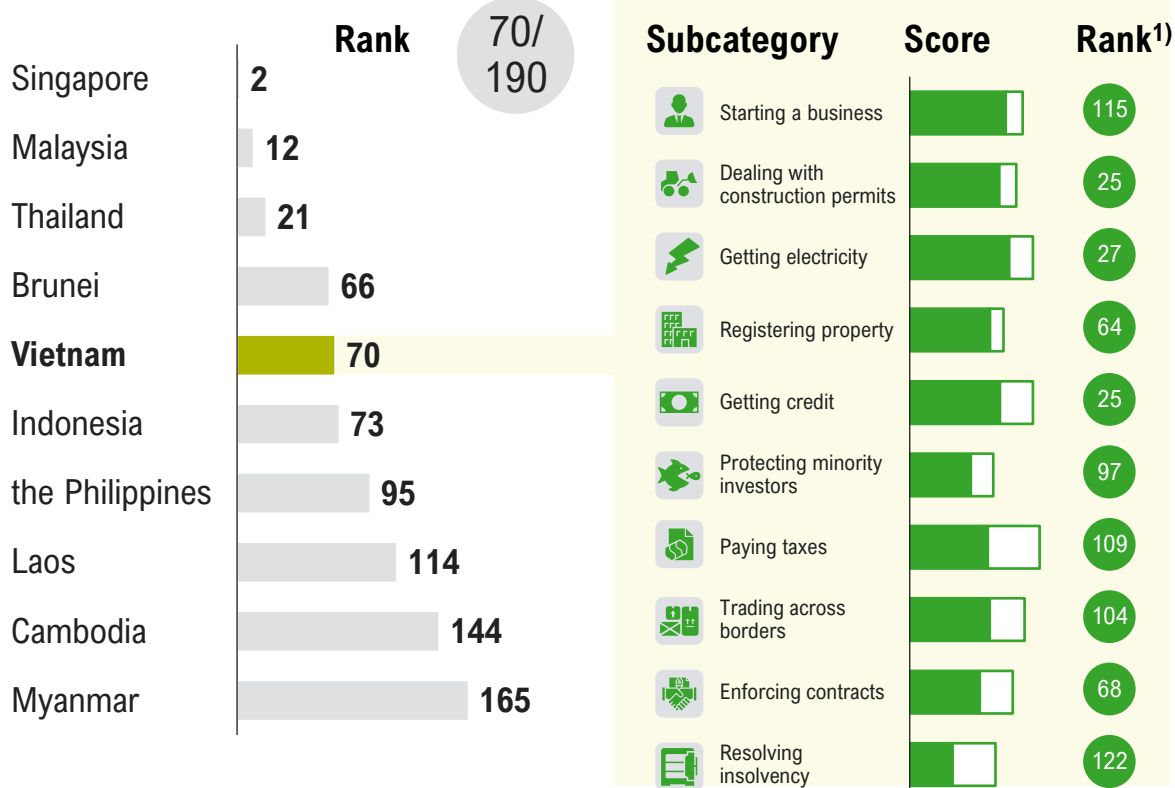 Rank
70/
190
Singapore
2
Malaysia
12
Thailand
21
Brunei
66
Vietnam
70
Indonesia
73
the Philippines
95
Laos
114
Cambodia
144
Myanmar
165
Subcategory Score Rank1)
Starting a business
115
Dealing with
construction permits
25
Getting electricity
27
Registering property
64
Getting credit
25
Protecting minority
investors
97
Paying taxes
109
Trading across
borders
104
Enforcing contracts
68
Resolving
insolvency
122